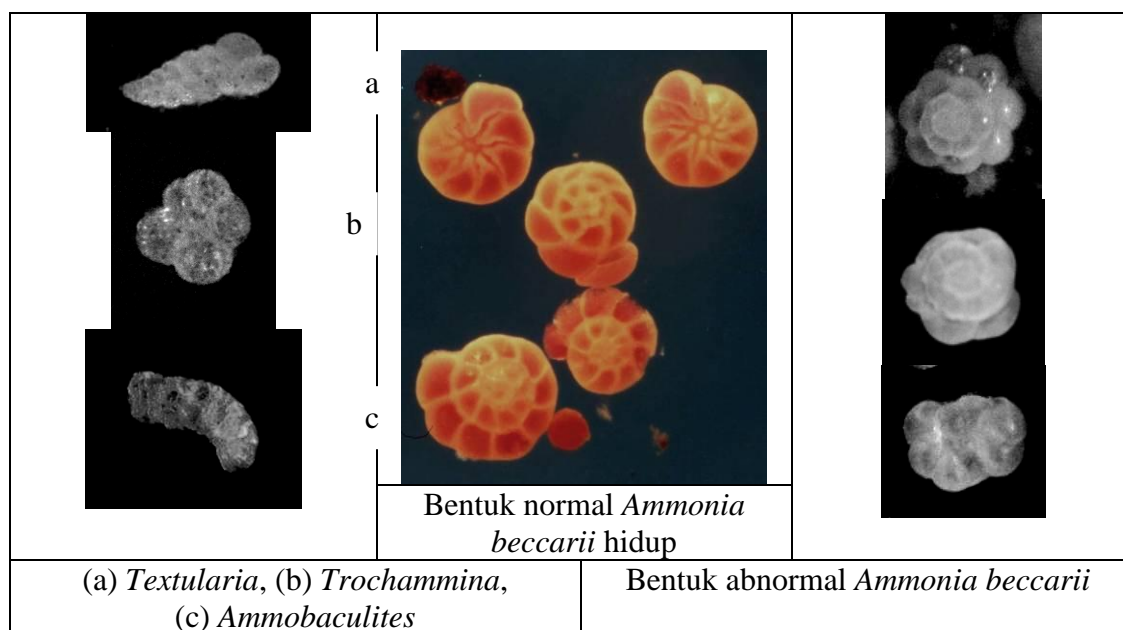 a
b
c
Bentuk normal Ammonia
beccarii hidup
(a) Textularia, (b) Trochammina,
(c) Ammobaculites
Bentuk abnormal Ammonia beccarii